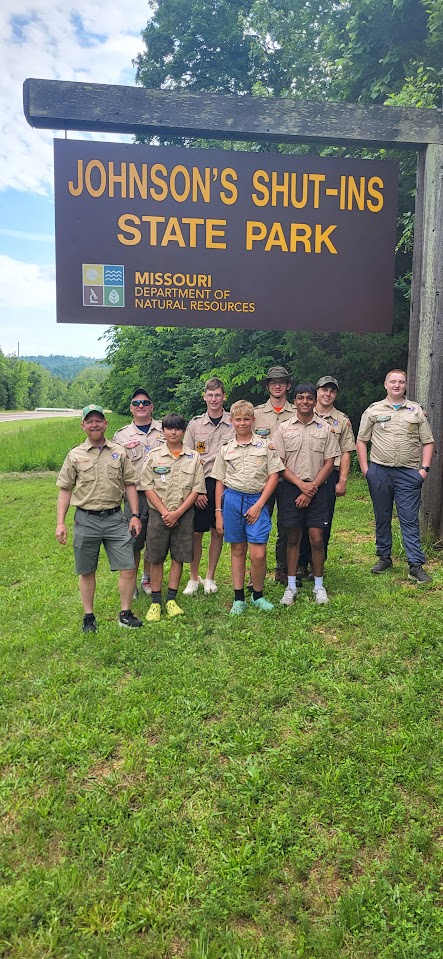 JOHNSON'S SHUT-INS
STATE PARK
MISSOURI
DEPARTMENT OF
NATURAL RESOURCES